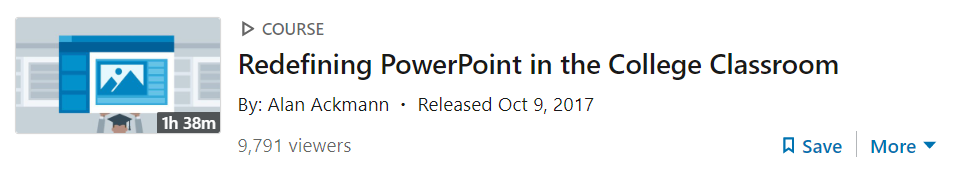 COURSE
Redefining PowerPoint in the College Classroom
By: Alan Ackmann • Released Oct 9, 2017
1h 38m
9,791 viewers
Save
More